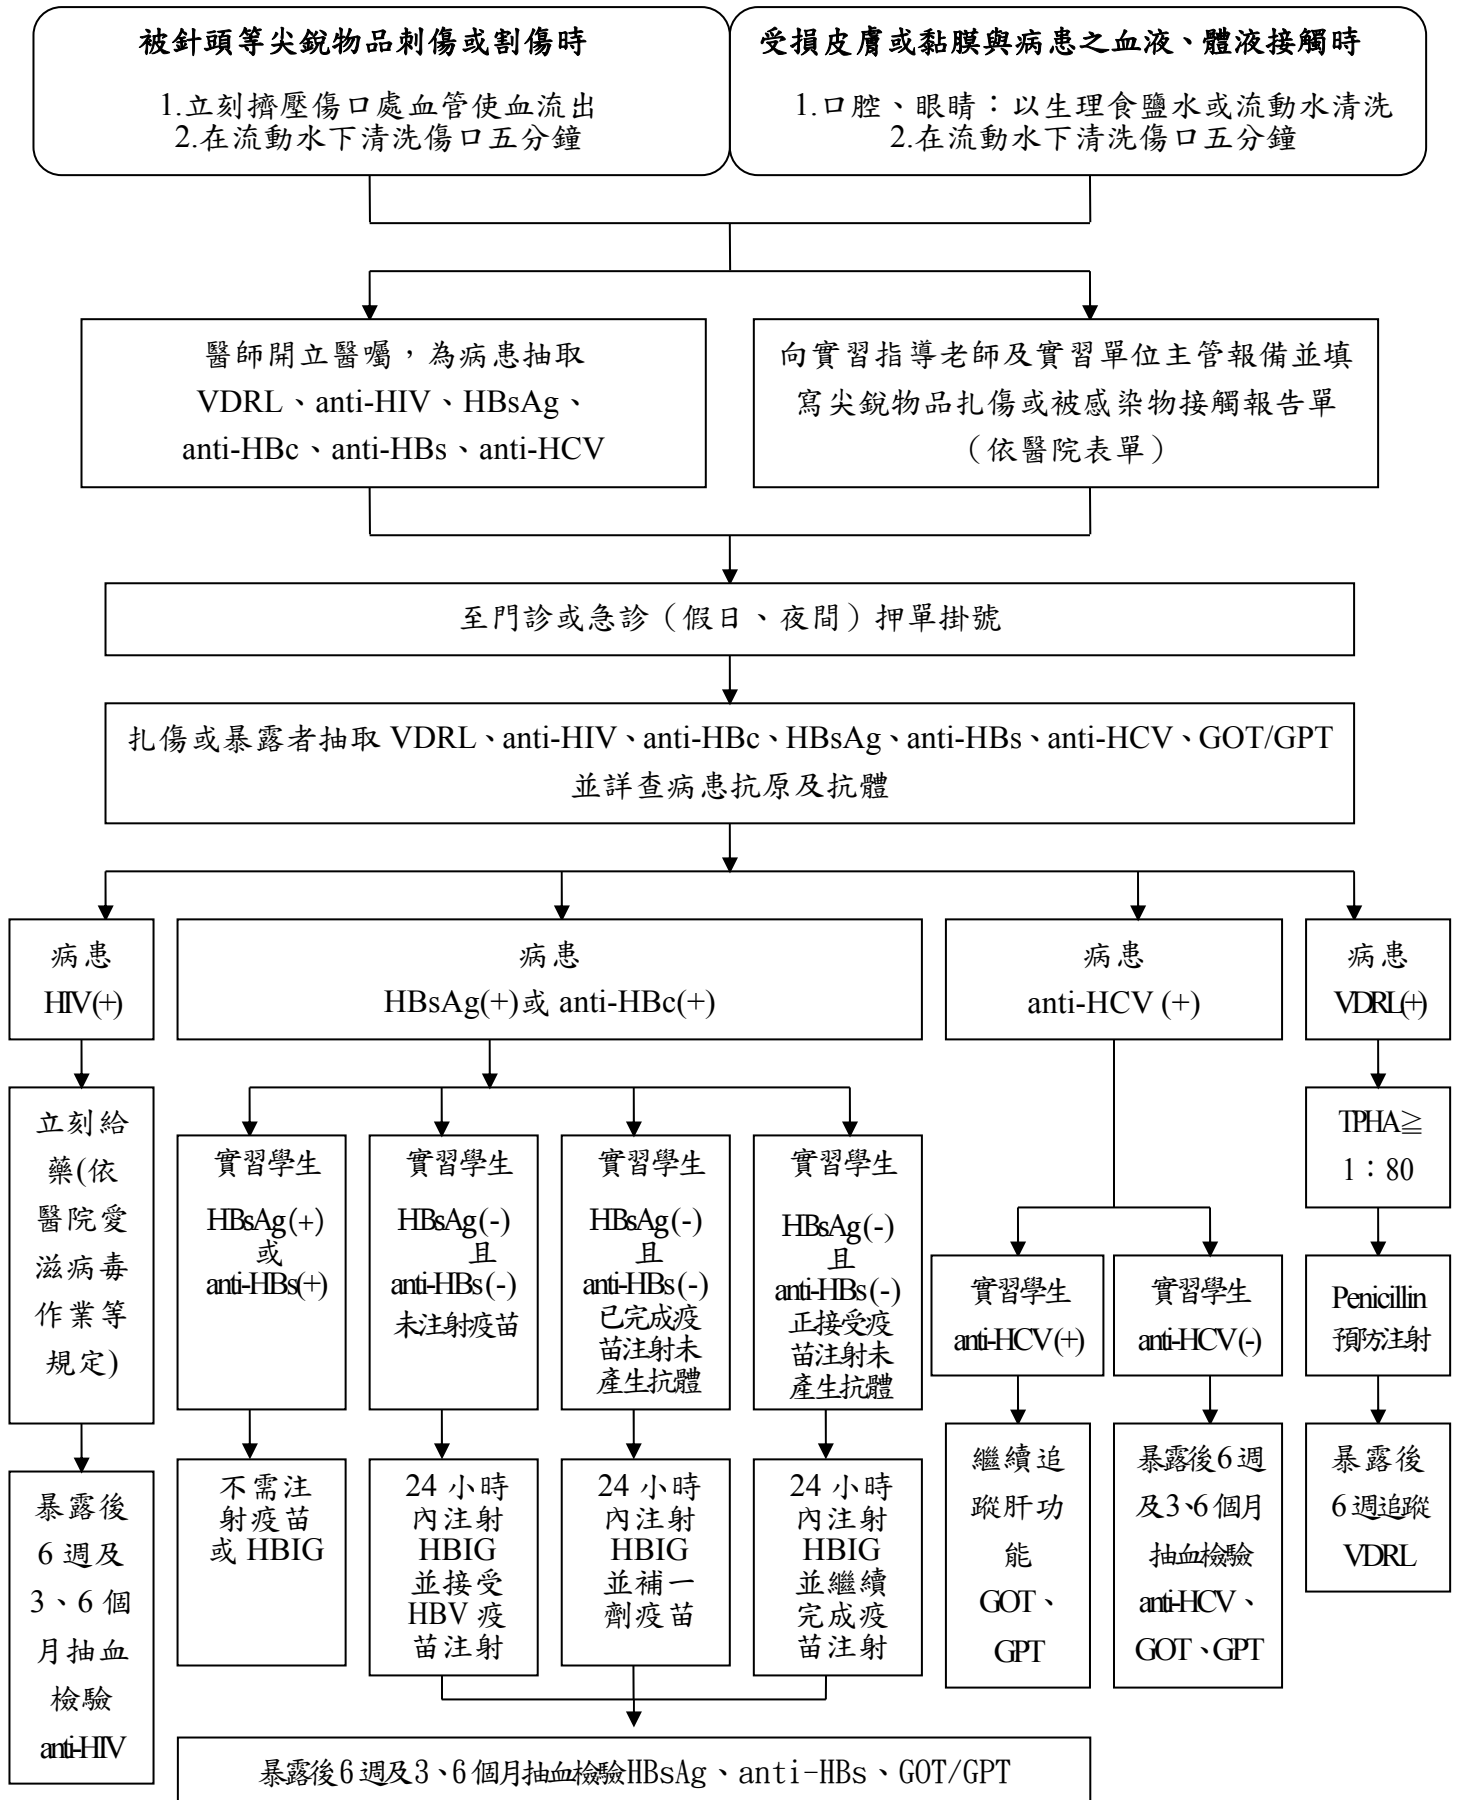 被針頭等尖銳物品刺傷或割傷時
1.立刻擠壓傷口處血管使血流出
2.在流動水下清洗傷口五分鐘
受損皮膚或黏膜與病患之血液、體液接觸時
1.口腔、眼睛：以生理食鹽水或流動水清洗
2.在流動水下清洗傷口五分鐘
醫師開立醫囑，為病患抽取
VDRL、anti-HIV、HBsAg、
anti-HBc、anti-HBs、anti-HCV
向實習指導老師及實習單位主管報備並填
寫尖銳物品扎傷或被感染物接觸報告單
（依醫院表單）
至門診或急診（假日、夜間）押單掛號
扎傷或暴露者抽取 VDRL、anti-HIV、anti-HBc、HBsAg、anti-HBs、anti-HCV、GOT/GPT
並詳查病患抗原及抗體
病患
HIV(+)
病患
HBsAg(+)或 anti-HBc(+)
病患
anti-HCV (+)
病患
VDRL(+)
立刻給
藥(依
醫院愛
滋病毒
作業等
規定)
實習學生
HBsAg(+)
或
anti-HBs(+)
實習學生
HBsAg(-)
且
anti-HBs(-)
未注射疫苗
實習學生
HBsAg(-)
且
anti-HBs(-)
已完成疫
苗注射未
產生抗體
實習學生
HBsAg(-)
且
anti-HBs(-)
正接受疫
苗注射未
產生抗體
實習學生
anti-HCV(+)
實習學生
anti-HCV(-)
TPHA≧
1：80
Penicillin
預防注射
暴露後
6 週及
3、6 個
月抽血
檢驗
anti-HIV
不需注
射疫苗
或 HBIG
24 小時
內注射
HBIG
並接受
HBV 疫
苗注射
24 小時
內注射
HBIG
並補一
劑疫苗
24 小時
內注射
HBIG
並繼續
完成疫
苗注射
繼續追
蹤肝功
能
GOT、
GPT
暴露後6週
及3、6個月
抽血檢驗
anti-HCV、
GOT、GPT
暴露後
6週追蹤
VDRL
暴露後6週及3、6個月抽血檢驗HBsAg、anti-HBs、GOT/GPT